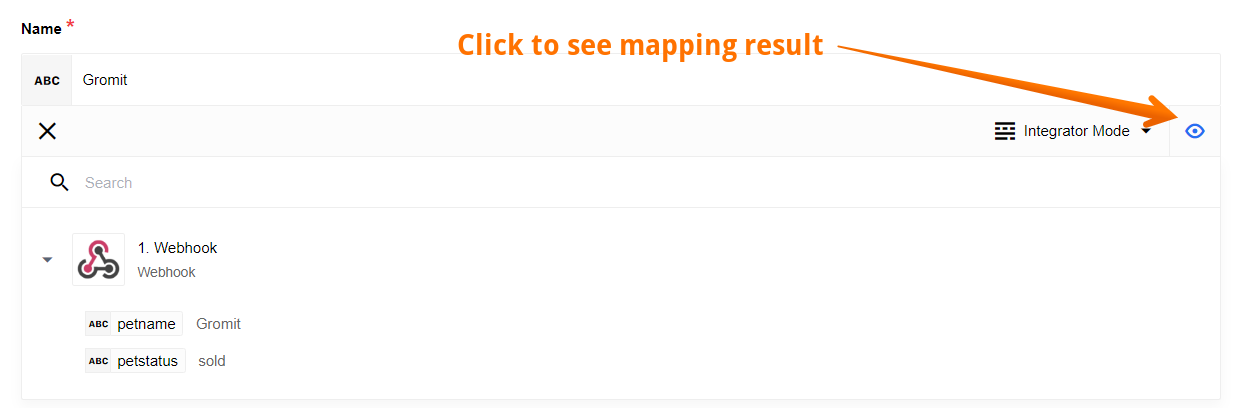 Name *
Click to see mapping result
ABC Gromit
Integrator Mode
Search
1. Webhook
Webhook
ABC petname Gromit
ABC petstatus sold